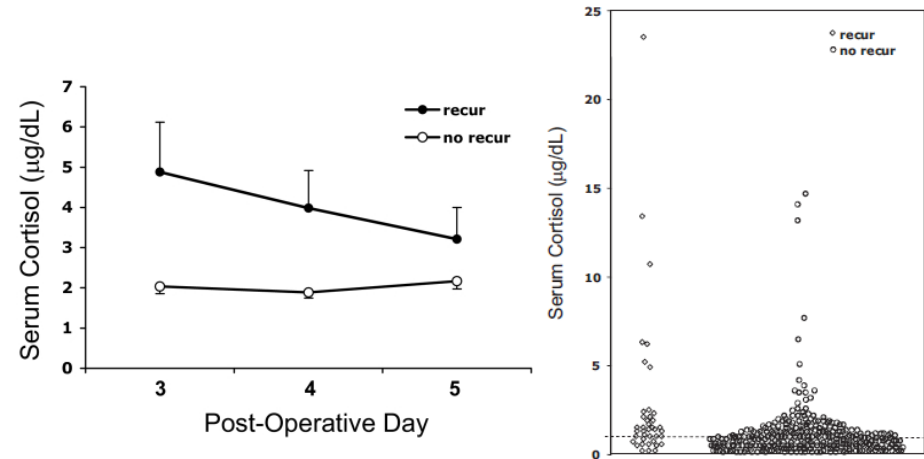 7
6
5
4
3
2
1
0
recur
no recur
3 4 5
Serum Cortisol (μg/dL)
Post-Operative Day
25
20
15
10
5
0
recur
no recur
Serum Cortisol (μg/dL)